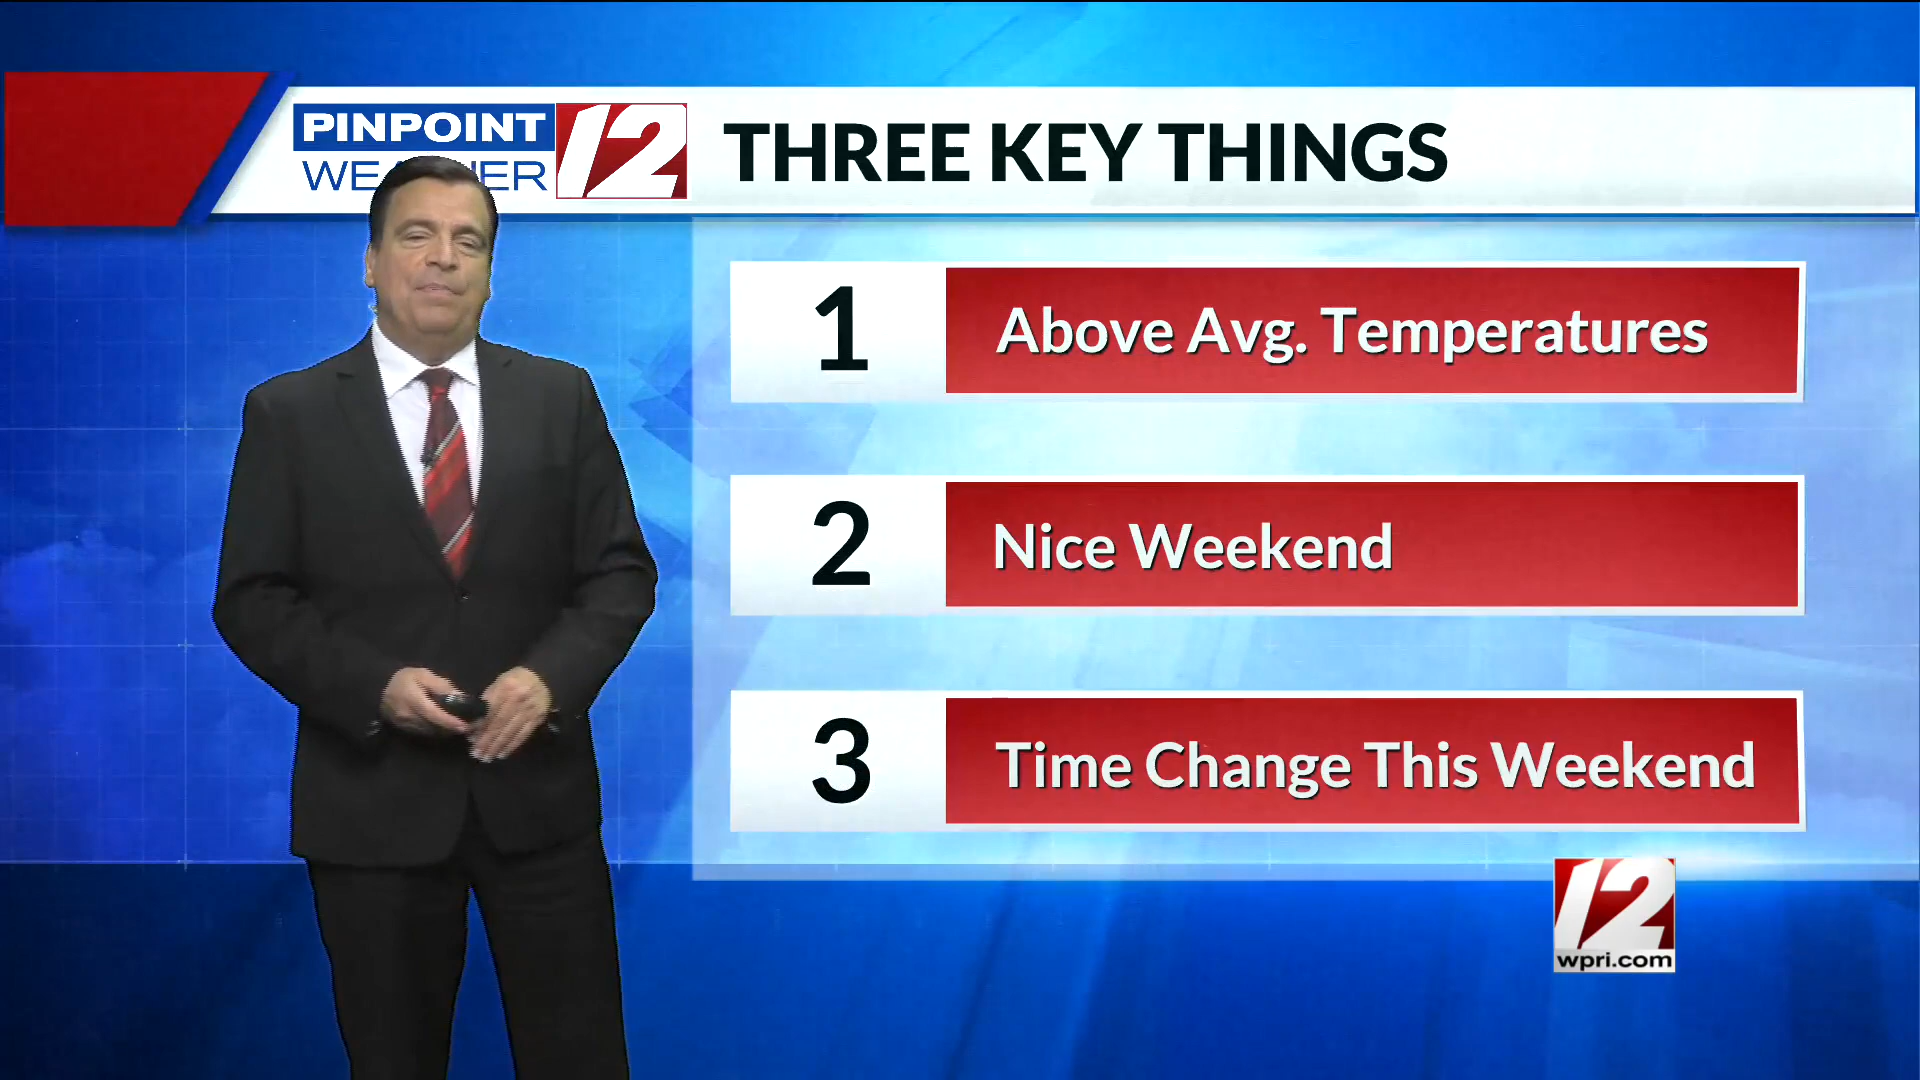 PINPOINT
WEATHER
12
THREE KEY THINGS
1
Above Avg. Temperatures
2
Nice Weekend
3
Time Change This Weekend
12
wpri.com